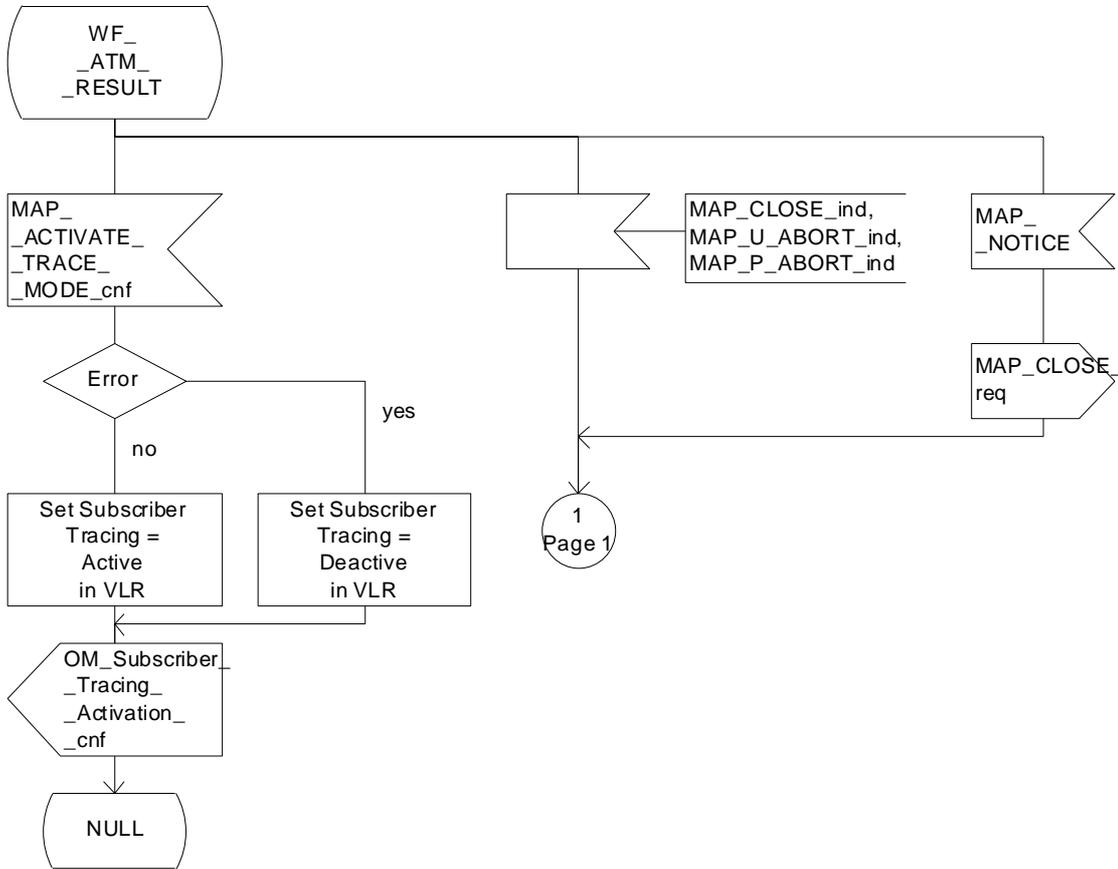 WF_
_ATM_
_RESULT
MAP_
_ACTIVATE_
_TRACE_
_MODE_cnf
MAP_CLOSE_ind,
MAP_U_ABORT_ind,
MAP_P_ABORT_ind
MAP_
_NOTICE
Error
yes
no
MAP_CLOSE_
req
Set Subscriber
Tracing =
Active
in VLR
Set Subscriber
Tracing =
Deactive
in VLR
1
Page 1
OM_Subscriber_
_Tracing_
_Activation_
_cnf
NULL